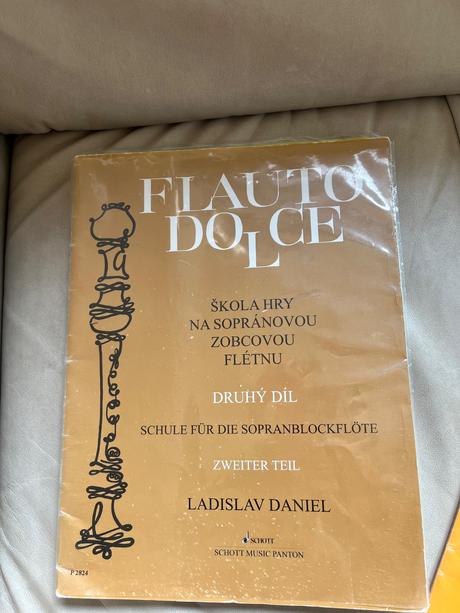 FLAUTO
DOLCE
ŠKOLA HRY
NA SOPRÁNOVOU
ZOBCOVOU
FLÉTNU
DRUHÝ DÍL
SCHULE FÜR DIE SOPRANBLOCKFLÖTE
ZWEITER TEIL
LADISLAV DANIEL
SCHOTT
SCHOTT MUSIC PANTON
P 2824